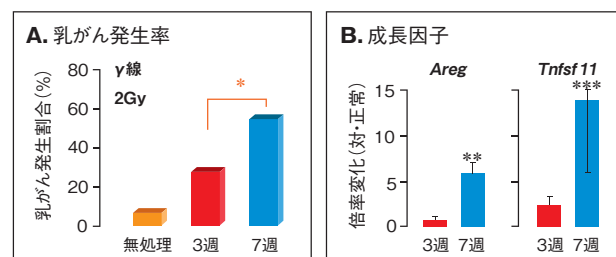 A. 乳がん発生率
γ線
2Gy
*
乳がん発生割合(%)
80
60
40
20
0
無処理 3週 7週
B. 成長因子
Areg
Tnfsf 11
**
***
倍率変化(対・正常)
15
10
5
0
3週 7週
3週 7週